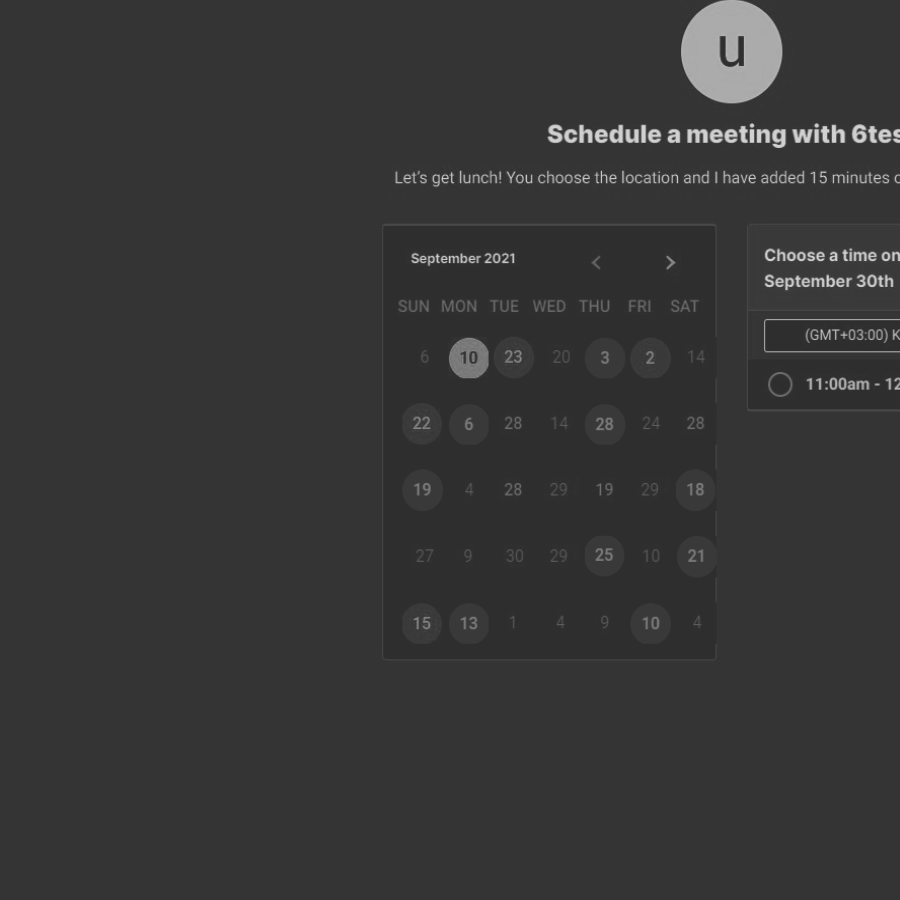 u
Schedule a meeting with 6tes
Let's get lunch! You choose the location and I have added 15 minutes
September 2021
SUN MON TUE WED THU FRI SAT
6 10 23 20 3 2 14
22 6 28 14 28 24 28
19 4 28 29 19 29 18
27 9 30 29 25 10 21
15 13 1 4 9 10 4
Choose a time on
September 30th
(GMT+03:00) K
11:00am - 12